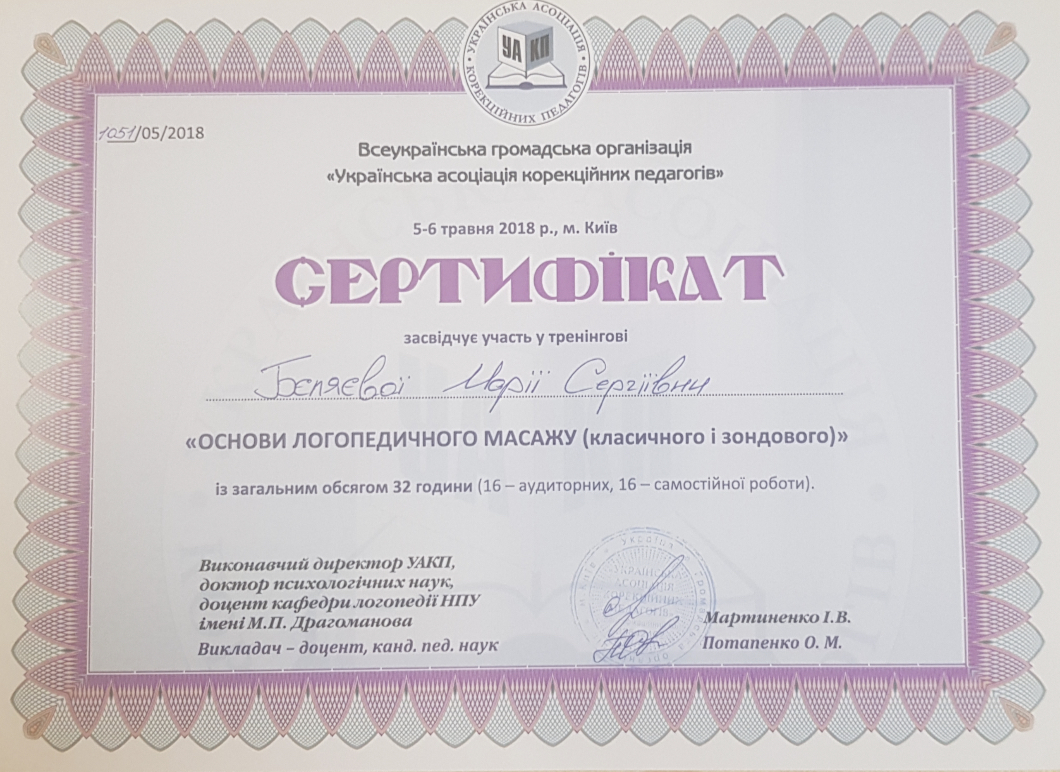 УКРАЇНСЬКА АСОЦІАЦІЯ КОРЕКЦІЙНИХ ПЕДАГОГІВ
УА КП
1051/05/2018
Всеукраїнська громадська організація
«Українська асоціація корекційних педагогів»
5-6 травня 2018 р., м. Київ
СЕРТИФІКАТ
засвідчує участь у тренінгові
Бєляєвої Марії Сергіївни
«ОСНОВИ ЛОГОПЕДИЧНОГО МАСАЖУ (класичного і зондового)»
із загальним обсягом 32 години (16 – аудиторних, 16 – самостійної роботи).
Виконавчий директор УАКП,
доктор психологічних наук,
доцент кафедри логопедії НПУ
імені М.П. Драгоманова
Мартиненко І.В.
Викладач – доцент, канд. пед. наук
Потапенко О. М.